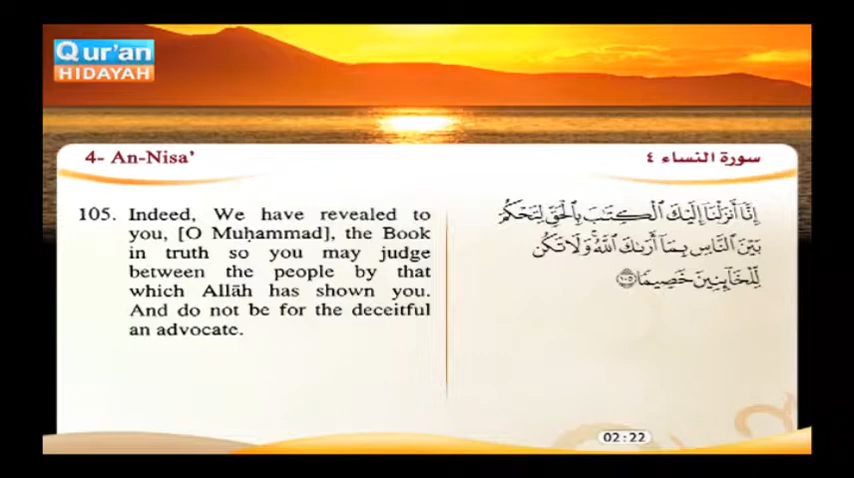 Qur'an
HIDAYAH
4- An-Nisa'
سورة النساء ٤
105. Indeed, We have revealed to
you, [O Muḥammad], the Book
in truth so you may judge
between the people by that
which Allāh has shown you.
And do not be for the deceitful
an advocate.
إِنَّآ أَنزَلْنَآ إِلَيْكَ ٱلْكِتَٰبَ بِٱلْحَقِّ لِتَحْكُمَ
بَيْنَ ٱلنَّاسِ بِمَآ أَرَىٰكَ ٱللَّهُ ۚ وَلَا تَكُن
لِّلْخَآئِنِينَ خَصِيمًا ١٠٥
02:22